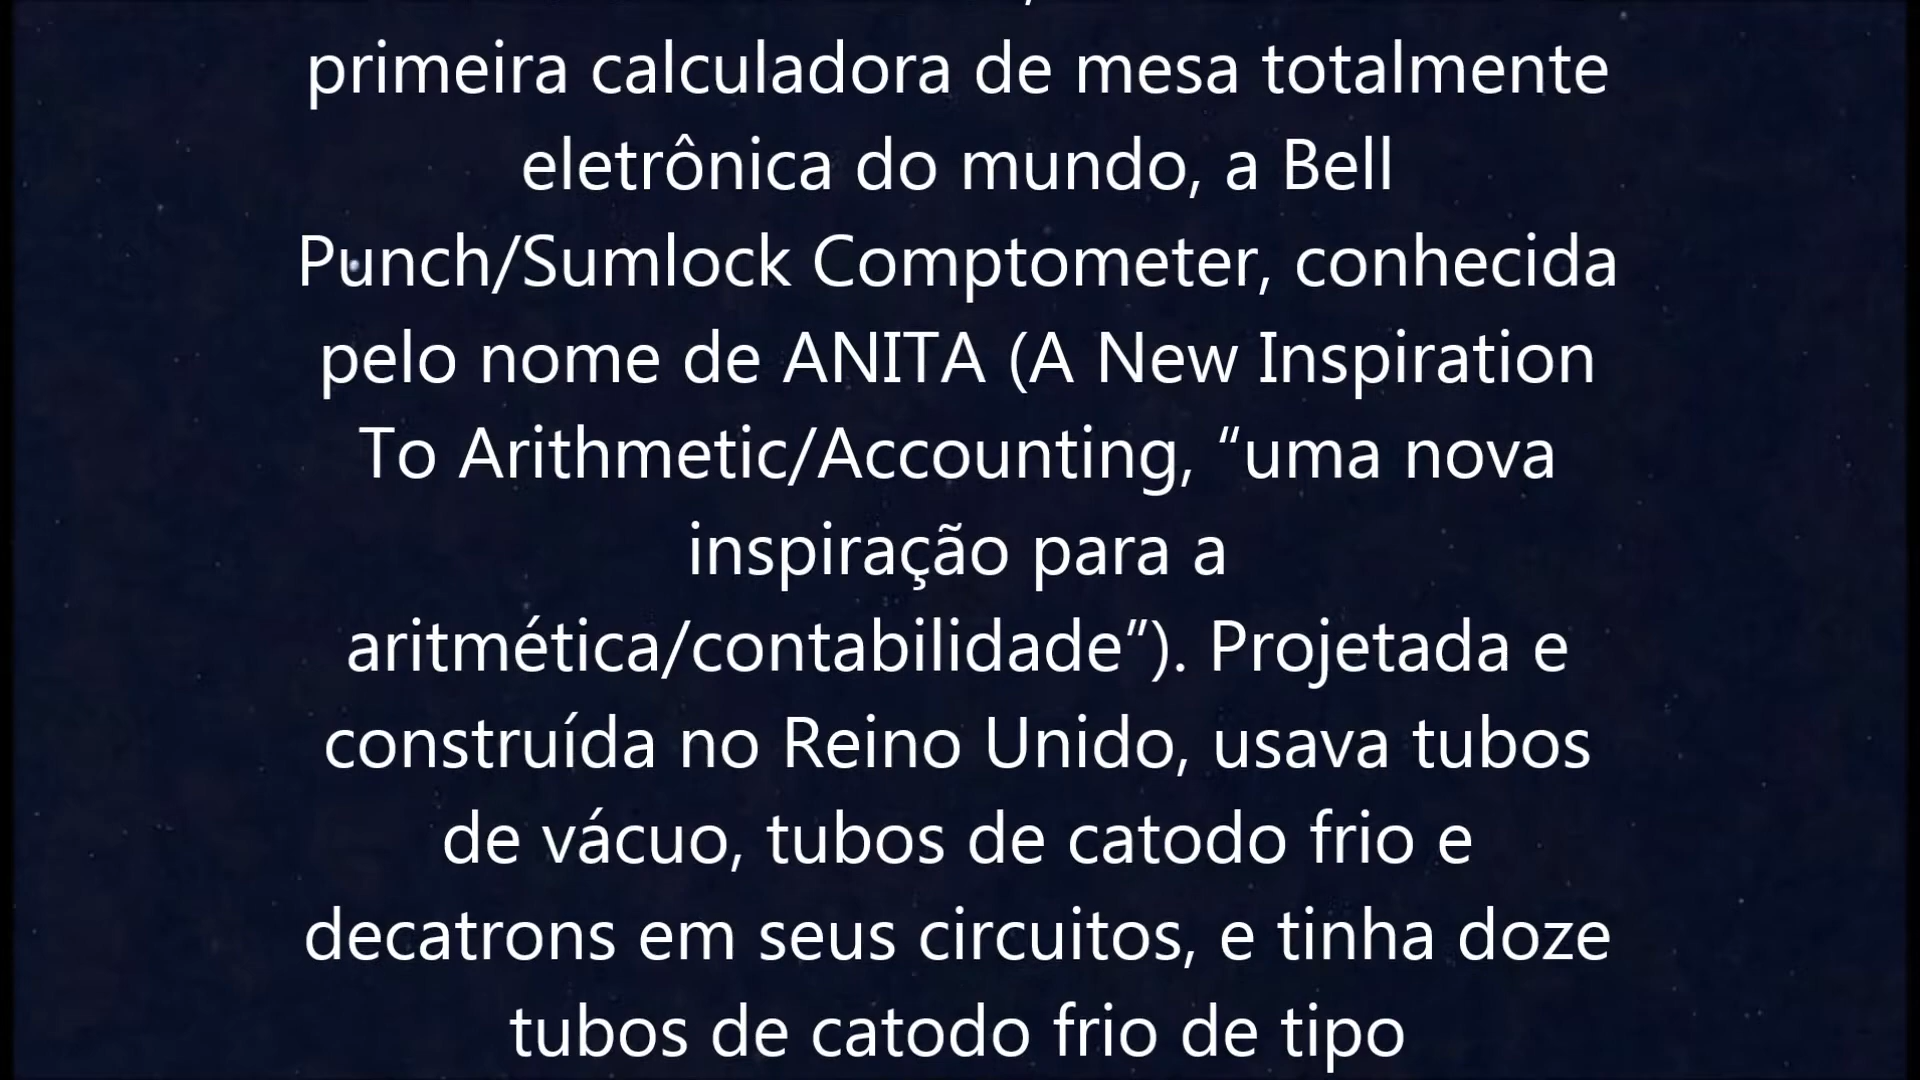 primeira calculadora de mesa totalmente
eletrônica do mundo, a Bell
Punch/Sumlock Comptometer, conhecida
pelo nome de ANITA (A New Inspiration
To Arithmetic/Accounting, “uma nova
inspiração para a
aritmética/contabilidade”). Projetada e
construída no Reino Unido, usava tubos
de vácuo, tubos de catodo frio e
decatrons em seus circuitos, e tinha doze
tubos de catodo frio de tipo